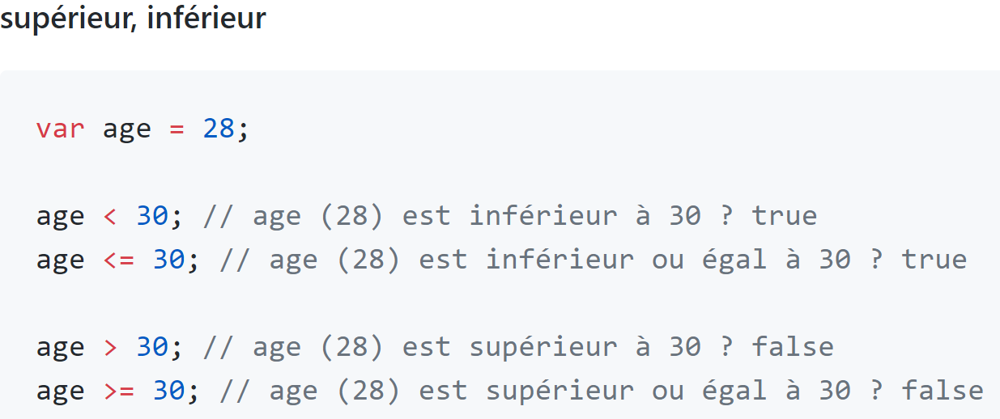 supérieur, inférieur
var age = 28;
age < 30; // age (28) est inférieur à 30 ? true
age <= 30; // age (28) est inférieur ou égal à 30 ? true
age > 30; // age (28) est supérieur à 30 ? false
age >= 30; // age (28) est supérieur ou égal à 30 ? false